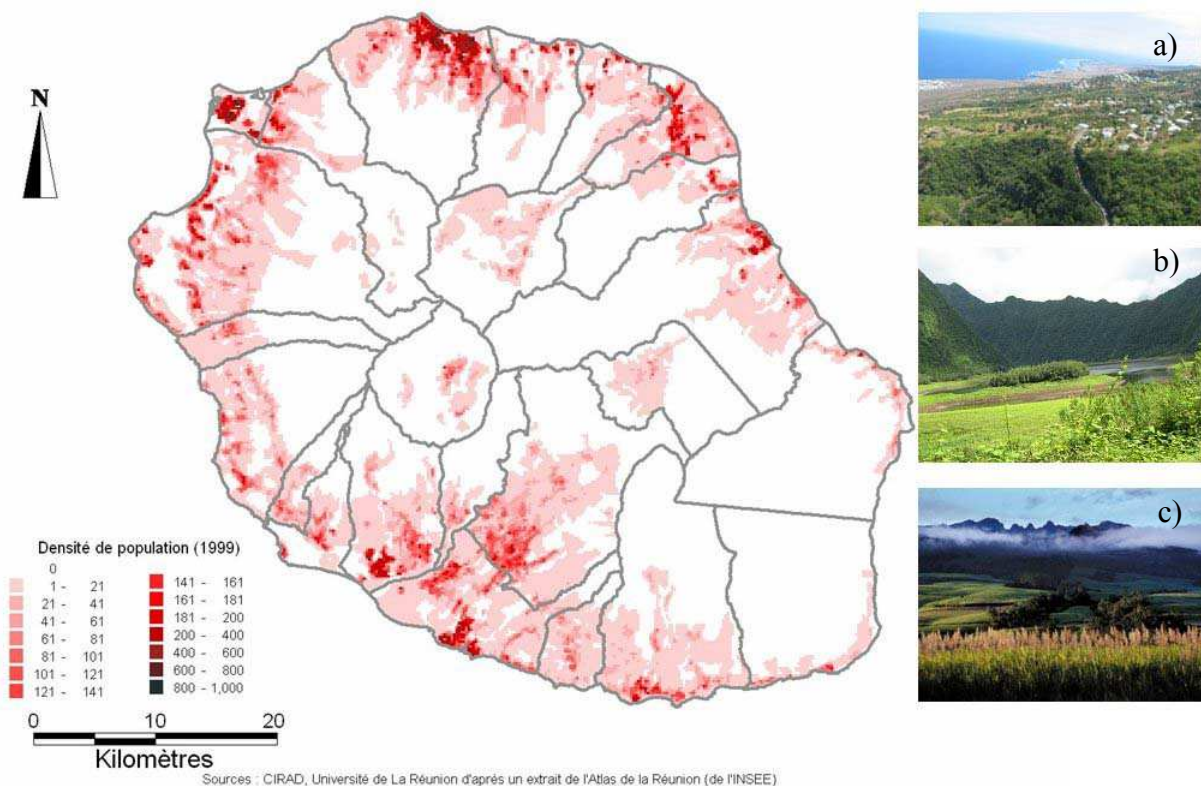 N
a)
b)
c)
Densité de population (1999)
0
1 - 21
21 - 41
41 - 61
61 - 81
81 - 101
101 - 121
121 - 141
141 - 161
161 - 181
181 - 200
200 - 400
400 - 600
600 - 800
800 - 1,000
0 10 20
Kilomètres
Sources : CIRAD, Université de La Réunion d'aprés un extrait de l'Atlas de la Réunion (de l'INSEE)